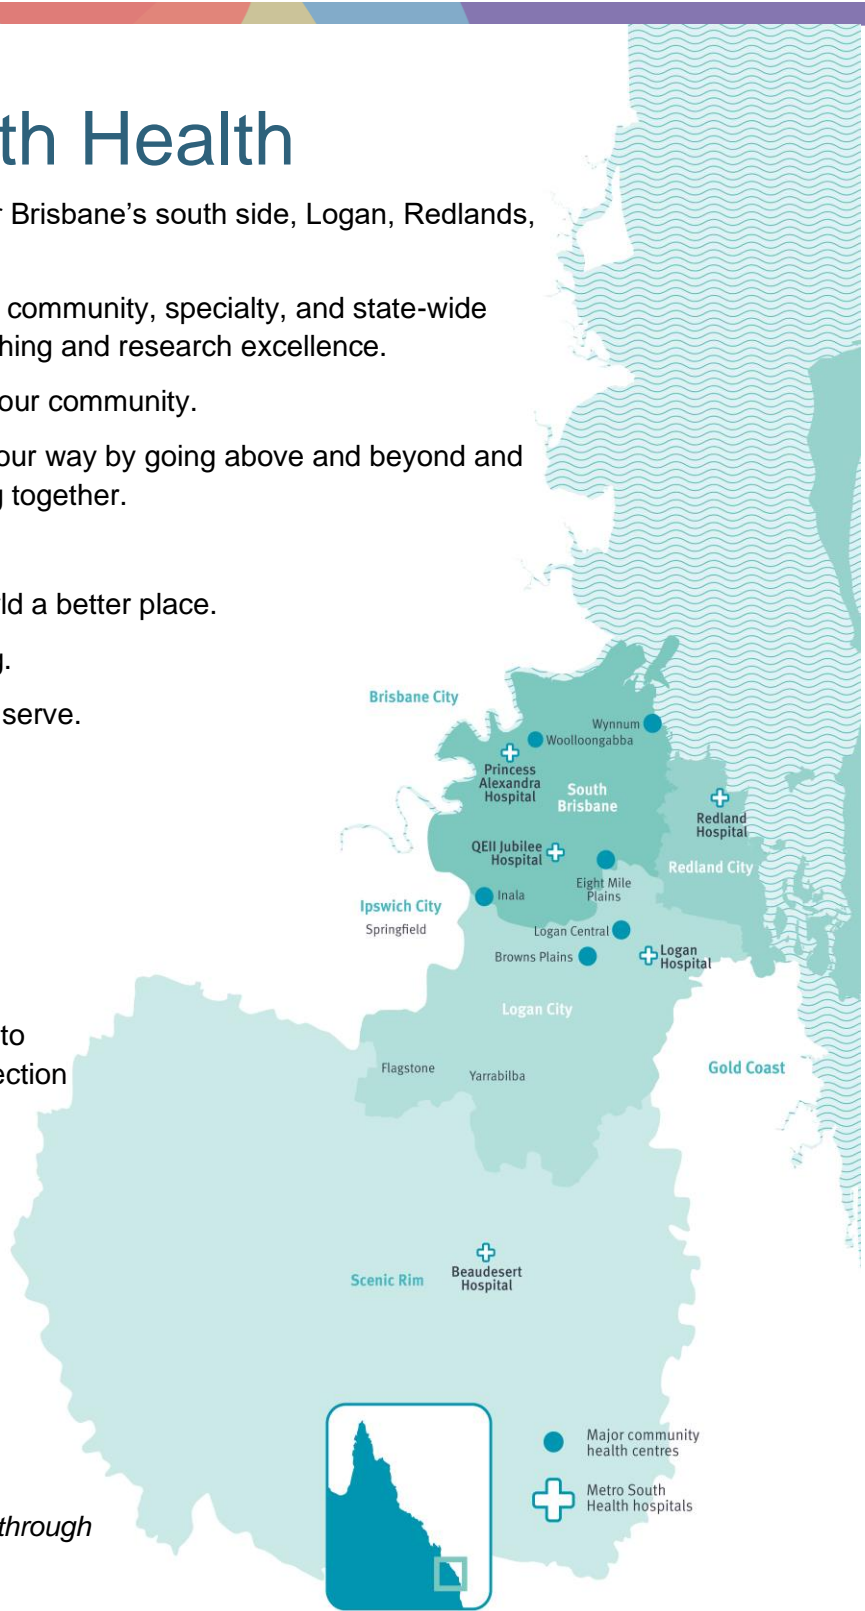 th Health
r Brisbane’s south side, Logan, Redlands,
community, specialty, and state-wide
hing and research excellence.
our community.
our way by going above and beyond and
g together.
ld a better place.
g.
serve.
to
ection
through
Brisbane City
Wynnum
Woolloongabba
Princess
Alexandra
Hospital
South
Brisbane
Redland
Hospital
QEII Jubilee
Hospital
Redland City
Eight Mile
Plains
Inala
Ipswich City
Springfield
Logan Central
Browns Plains
Logan
Hospital
Logan City
Flagstone
Yarrabilba
Gold Coast
Scenic Rim
Beaudesert
Hospital
Major community
health centres
Metro South
Health hospitals